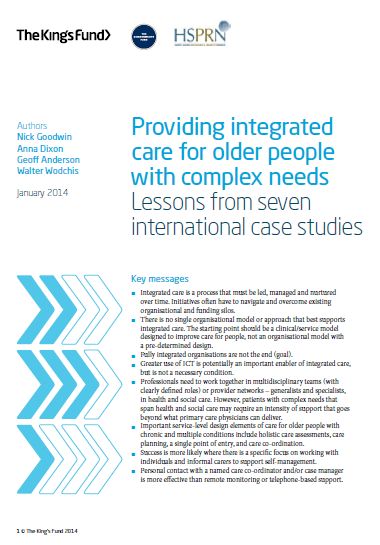 TheKing'sFund>
THE COMMONWEALTH FUND
HSPRN
Authors
Nick Goodwin
Anna Dixon
Geoff Anderson
Walter Wodchis
January 2014
Providing integrated
care for older people
with complex needs
Lessons from seven
international case studies
Key messages
Integrated care is a process that must be led, managed and nurtured
over time. Initiatives often have to navigate and overcome existing
organisational and funding silos.
There is no single organisational model or approach that best supports
integrated care. The starting point should be a clinical/service model
designed to improve care for people, not an organisational model with
a pre-determined design.
Fully integrated organisations are not the end (goal).
Greater use of ICT is potentially an important enabler of integrated care,
but is not a necessary condition.
Professionals need to work together in multidisciplinary teams (with
clearly defined roles) or provider networks – generalists and specialists,
in health and social care. However, patients with complex needs that
span health and social care may require an intensity of support that goes
beyond what primary care physicians can deliver.
Important service-level design elements of care for older people with
chronic and multiple conditions include holistic care assessments, care
planning, a single point of entry, and care co-ordination.
Success is more likely where there is a specific focus on working with
individuals and informal carers to support self-management.
Personal contact with a named care co-ordinator and/or case manager
is more effective than remote monitoring or telephone-based support.
1 © The King's Fund 2014